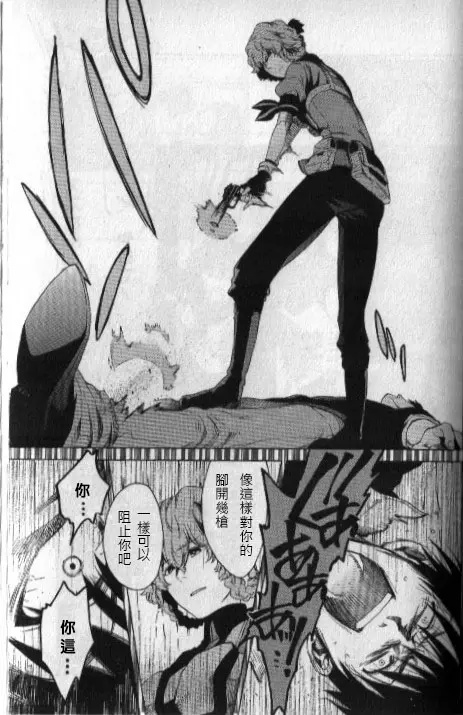 像這樣對你的
腳開幾槍
一樣可以
阻止你吧
你…
你這…